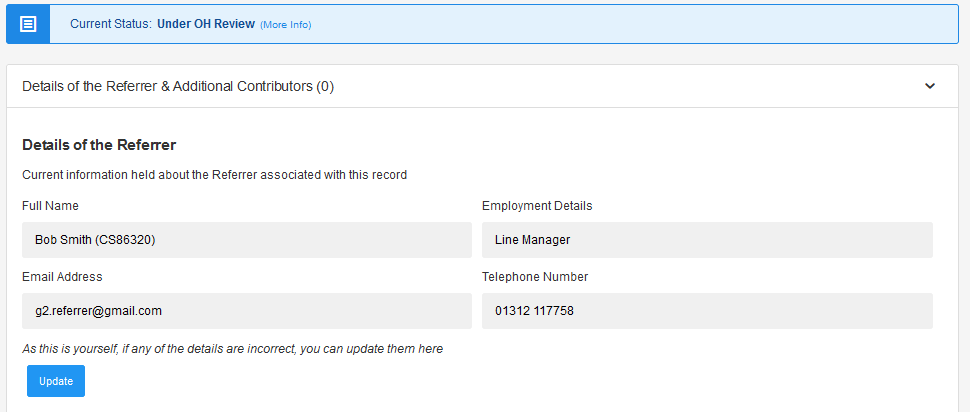 Current Status: Under OH Review (More Info)
Details of the Referrer & Additional Contributors (0)
Details of the Referrer
Current information held about the Referrer associated with this record
Full Name
Employment Details
Bob Smith (CS86320)
Line Manager
Email Address
Telephone Number
g2.referrer@gmail.com
01312 117758
As this is yourself, if any of the details are incorrect, you can update them here
Update